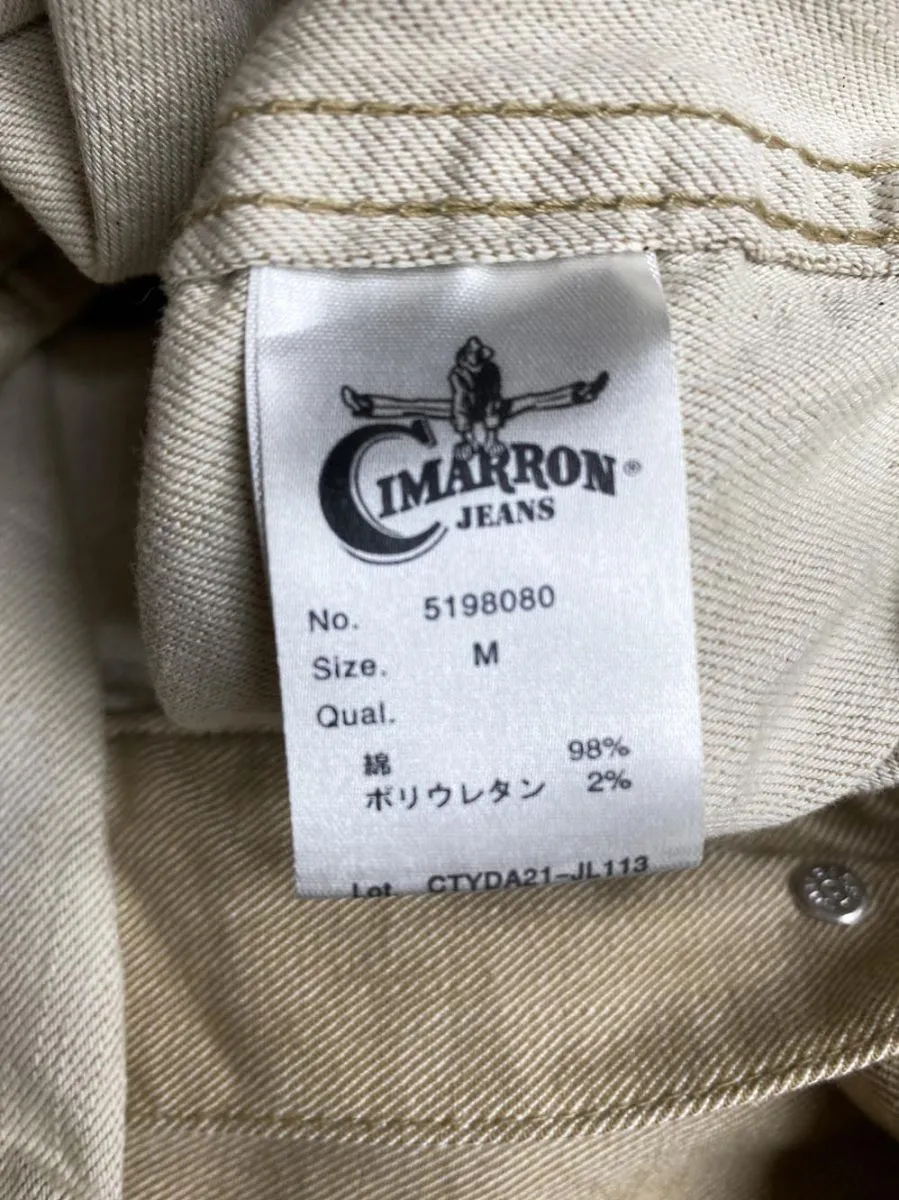 CIMARRON®
JEANS
No. 5198080
Size. M
Qual.
綿 98%
ポリウレタン 2%
Lot. CTYDA21-JL113